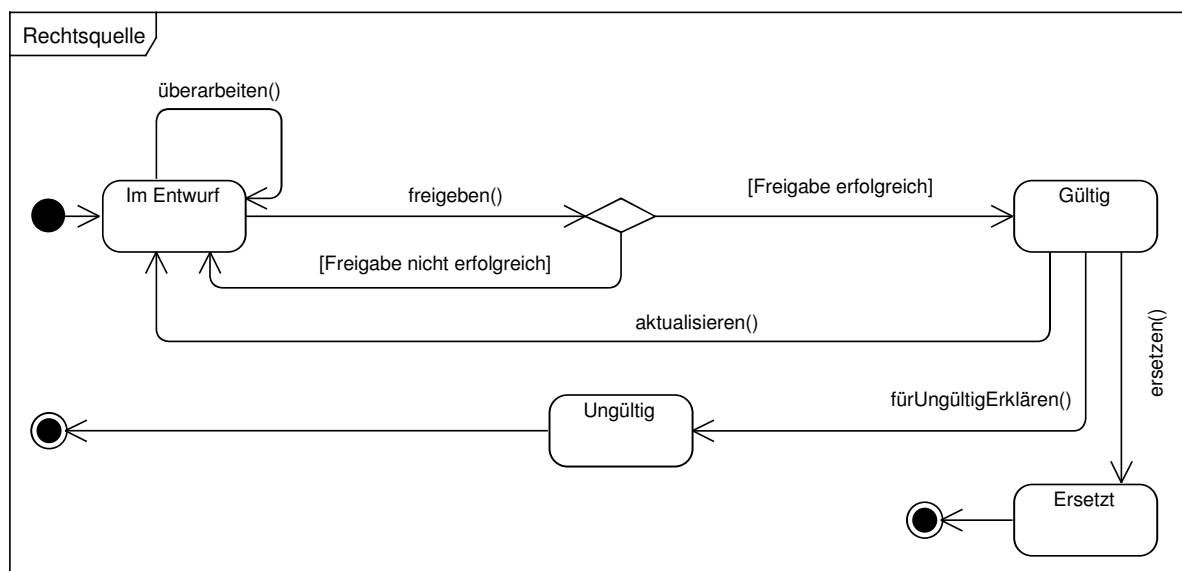 Rechtsquelle
überarbeiten()
Im Entwurf
freigeben()
[Freigabe erfolgreich]
Gültig
[Freigabe nicht erfolgreich]
aktualisieren()
ersetzen()
Ungültig
fürUngültigErklären()
Ersetzt